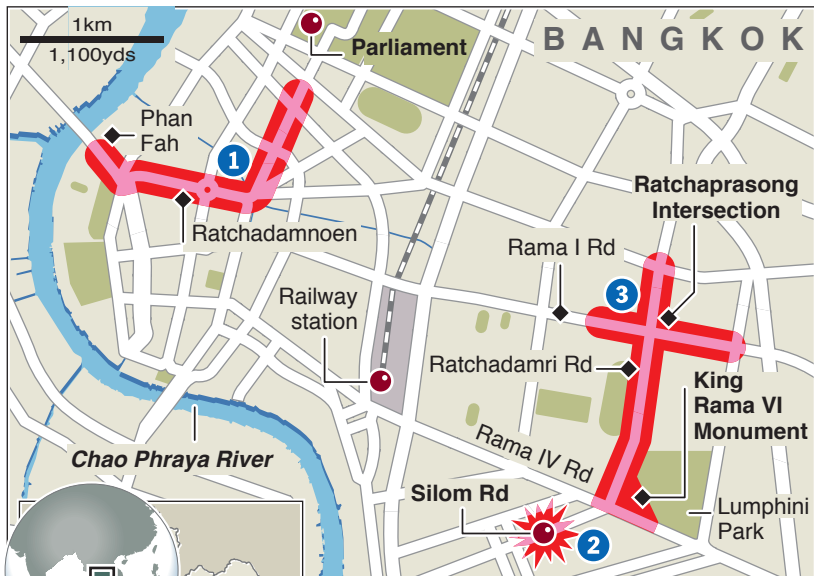 1km
1,100yds
Parliament
BANGKOK
Phan
Fah
1
Ratchadamnoen
Ratchaprasong
Intersection
Rama I Rd
3
Railway
station
Ratchadamri Rd
King
Rama VI
Monument
Chao Phraya River
Rama IV Rd
Silom Rd
2
Lumphini
Park